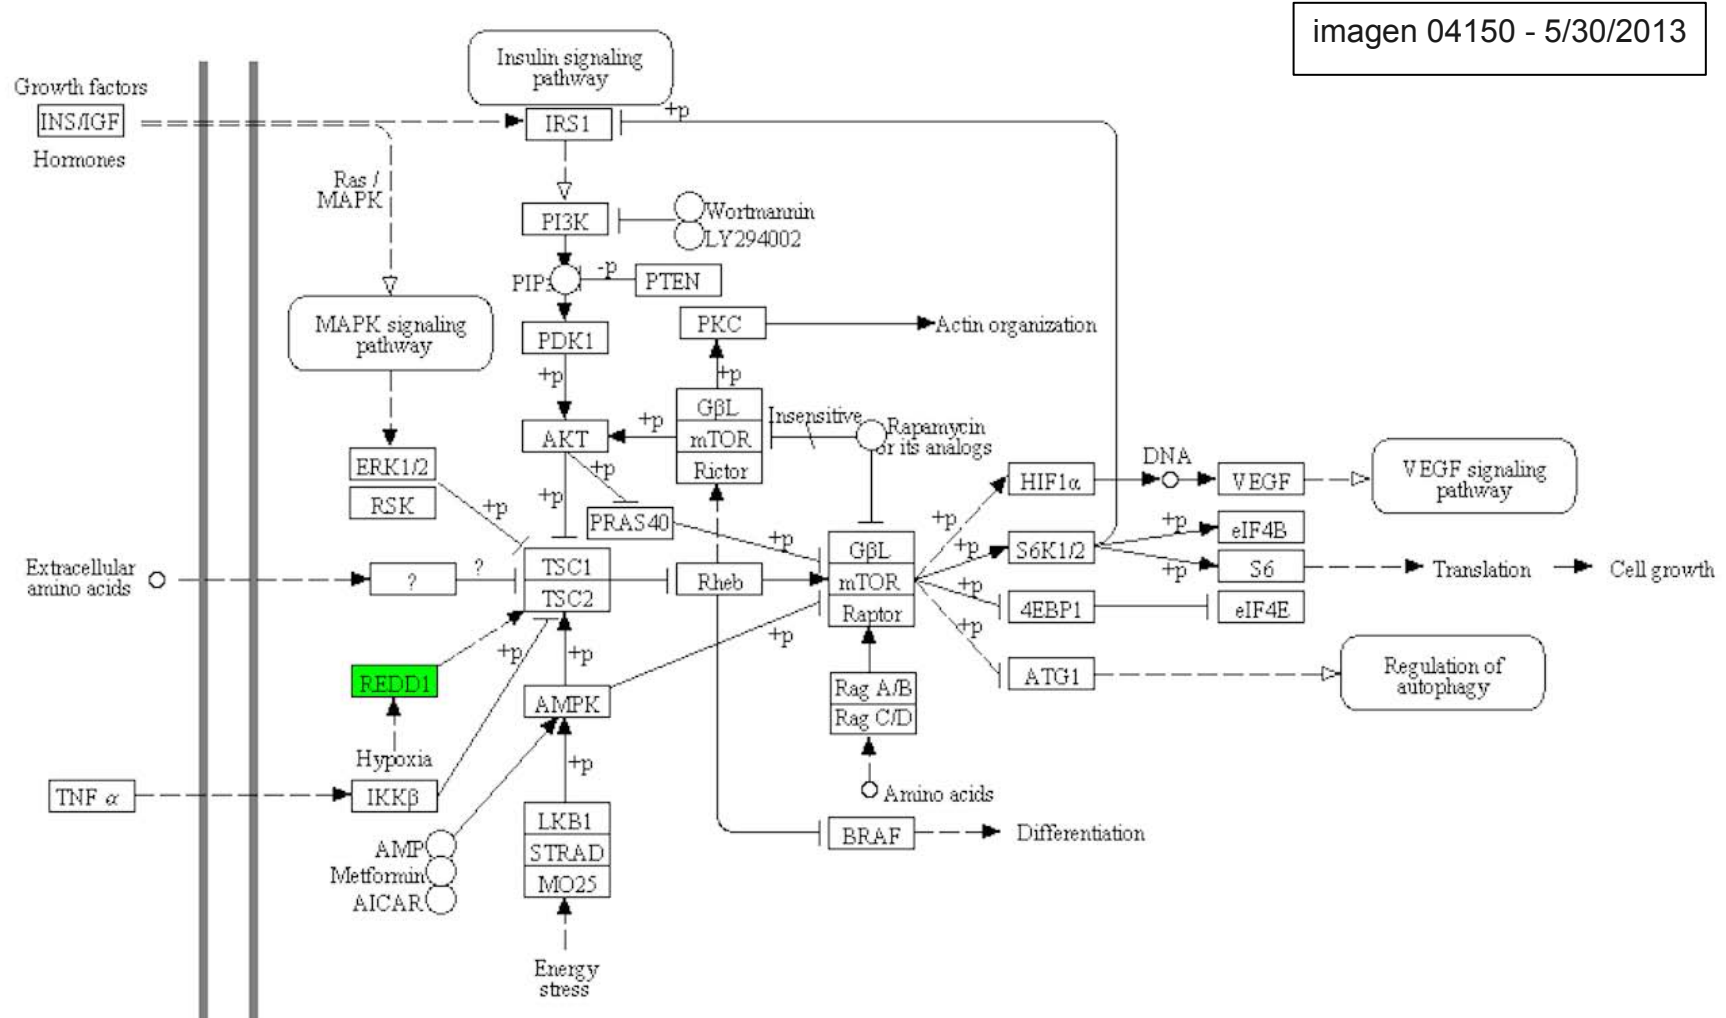 imagen 04150 - 5/30/2013
Insulin signaling
pathway
Growth factors
INS/IGF
Hormones
IRS1
+p
Ras /
MAPK
PI3K
Wortmannin
LY294002
-p
PTEN
MAPK signaling
pathway
PDK1
PKC
Actin organization
+p
+p
GβL
mTOR
Rictor
Insensitive
Rapamycin
or its analogs
AKT
+p
+p
+p
ERK1/2
RSK
+p
PRAS40
+p
HIF1α
DNA
VEGF
VEGF signaling
pathway
+p
+p
+p
+p
GβL
mTOR
Raptor
S6K1/2
+p
eIF4B
+p
S6
Translation
Cell growth
4EBP1
eIF4E
Extracellular
amino acids
?
?
TSC1
TSC2
Rheb
+p
+p
+p
REDD1
AMPK
Rag A/B
Rag C/D
ATG1
Regulation of
autophagy
Hypoxia
+p
TNF α
IKKβ
Amino acids
LKB1
STRAD
MO25
BRAF
Differentiation
AMP
Metformin
AICAR
Energy
stress